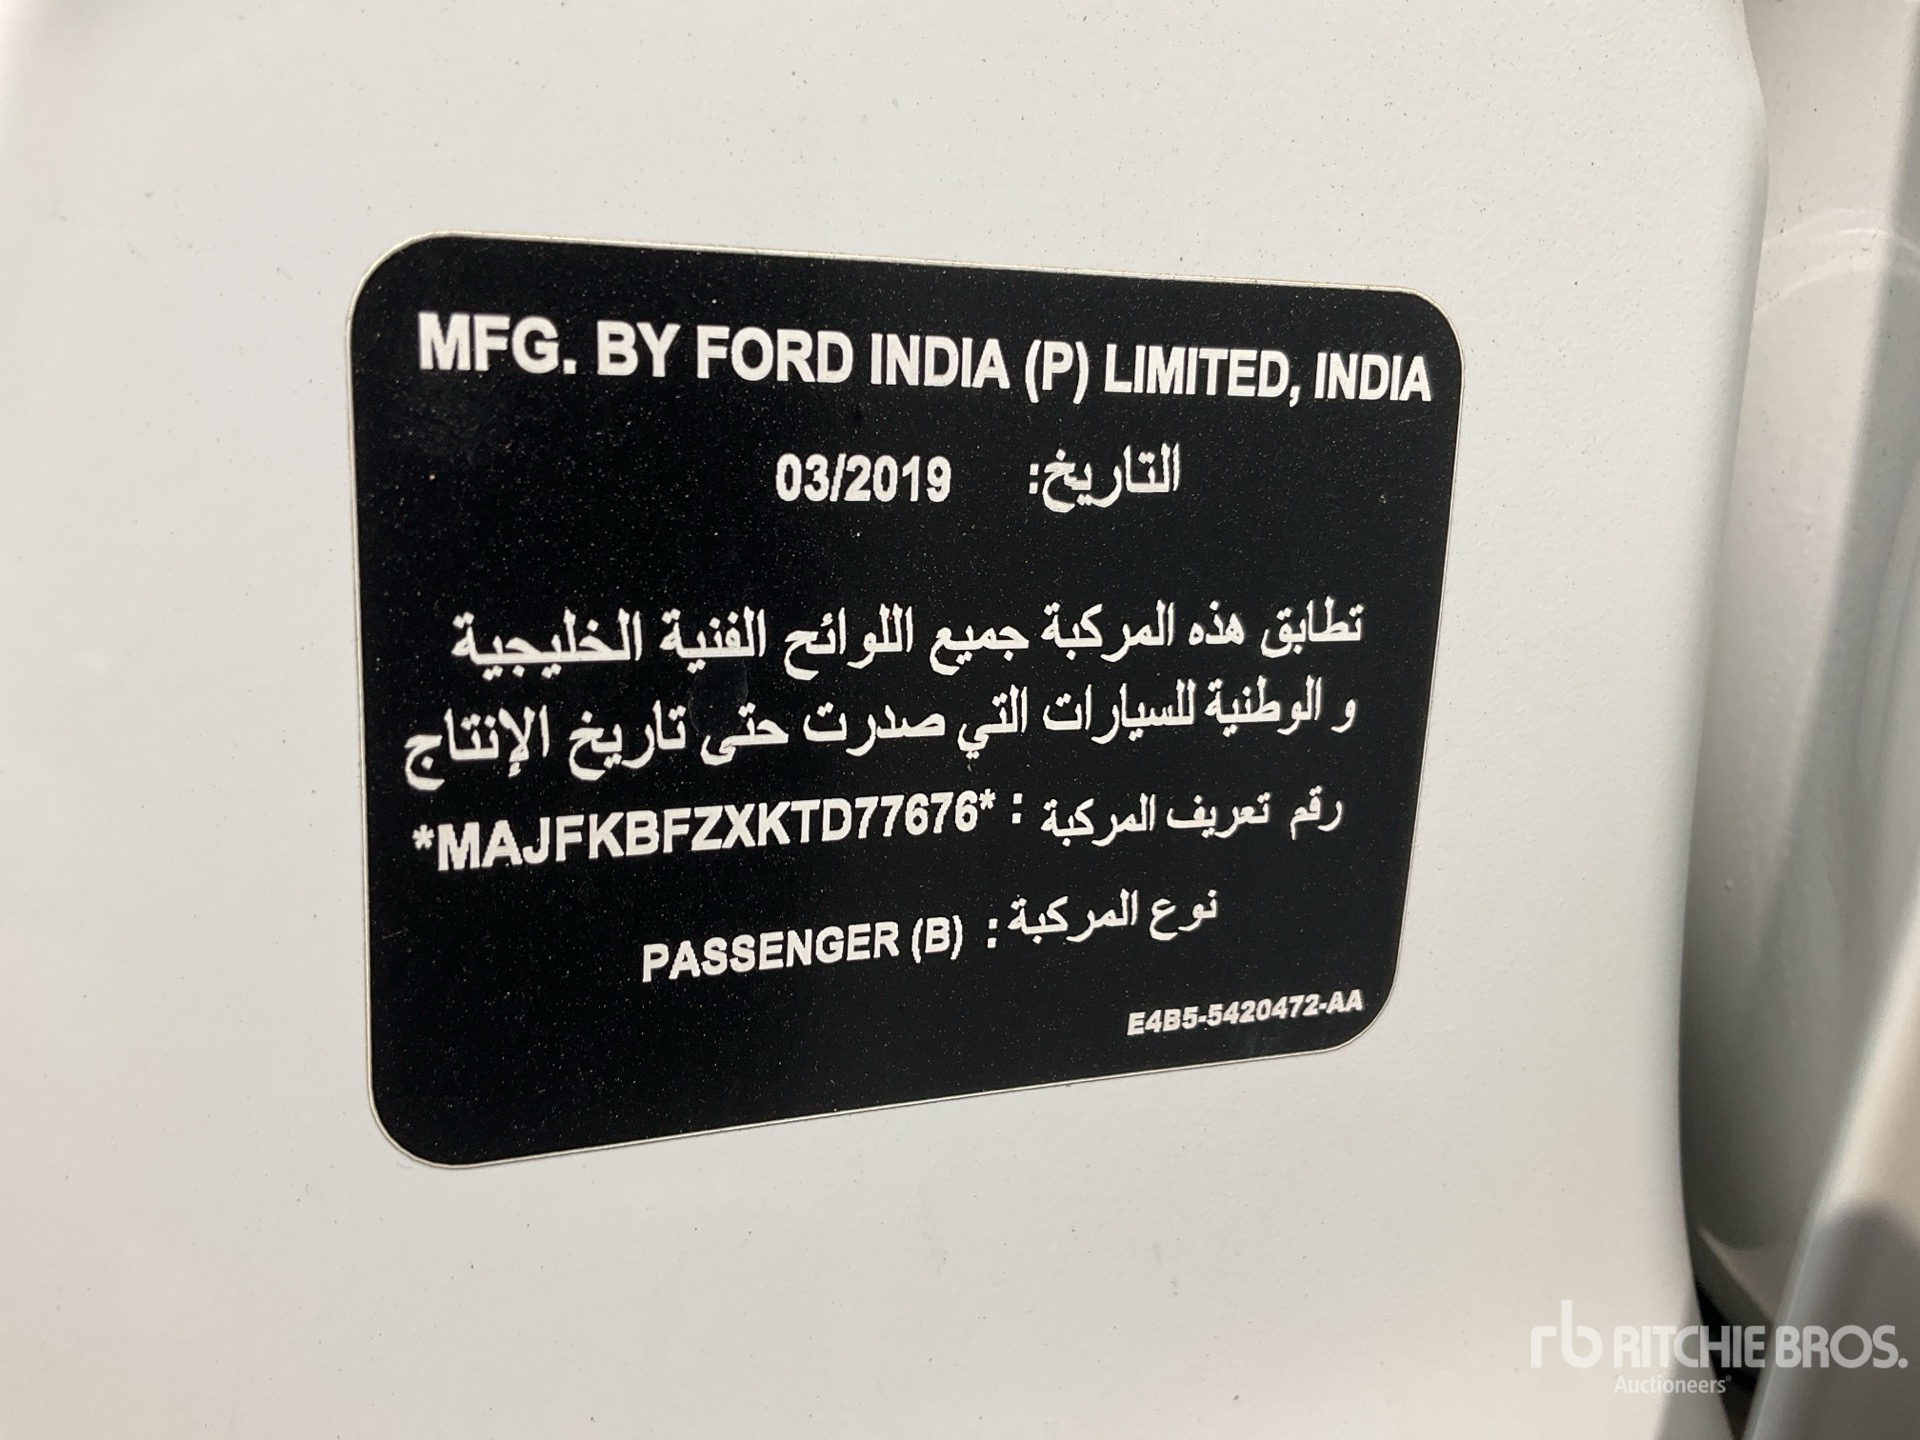 MFG. BY FORD INDIA (P) LIMITED, INDIA
التاريخ: 03/2019
تطابق هذه المركبة جميع اللوائح الفنية الخليجية
و الوطنية للسيارات التي صدرت حتى تاريخ الإنتاج
رقم تعريف المركبة : *MAJFKBFZXKTD77676*
نوع المركبة : PASSENGER (B)
E4B5-5420472-AA
rb RITCHIE BROS.
Auctioneers®